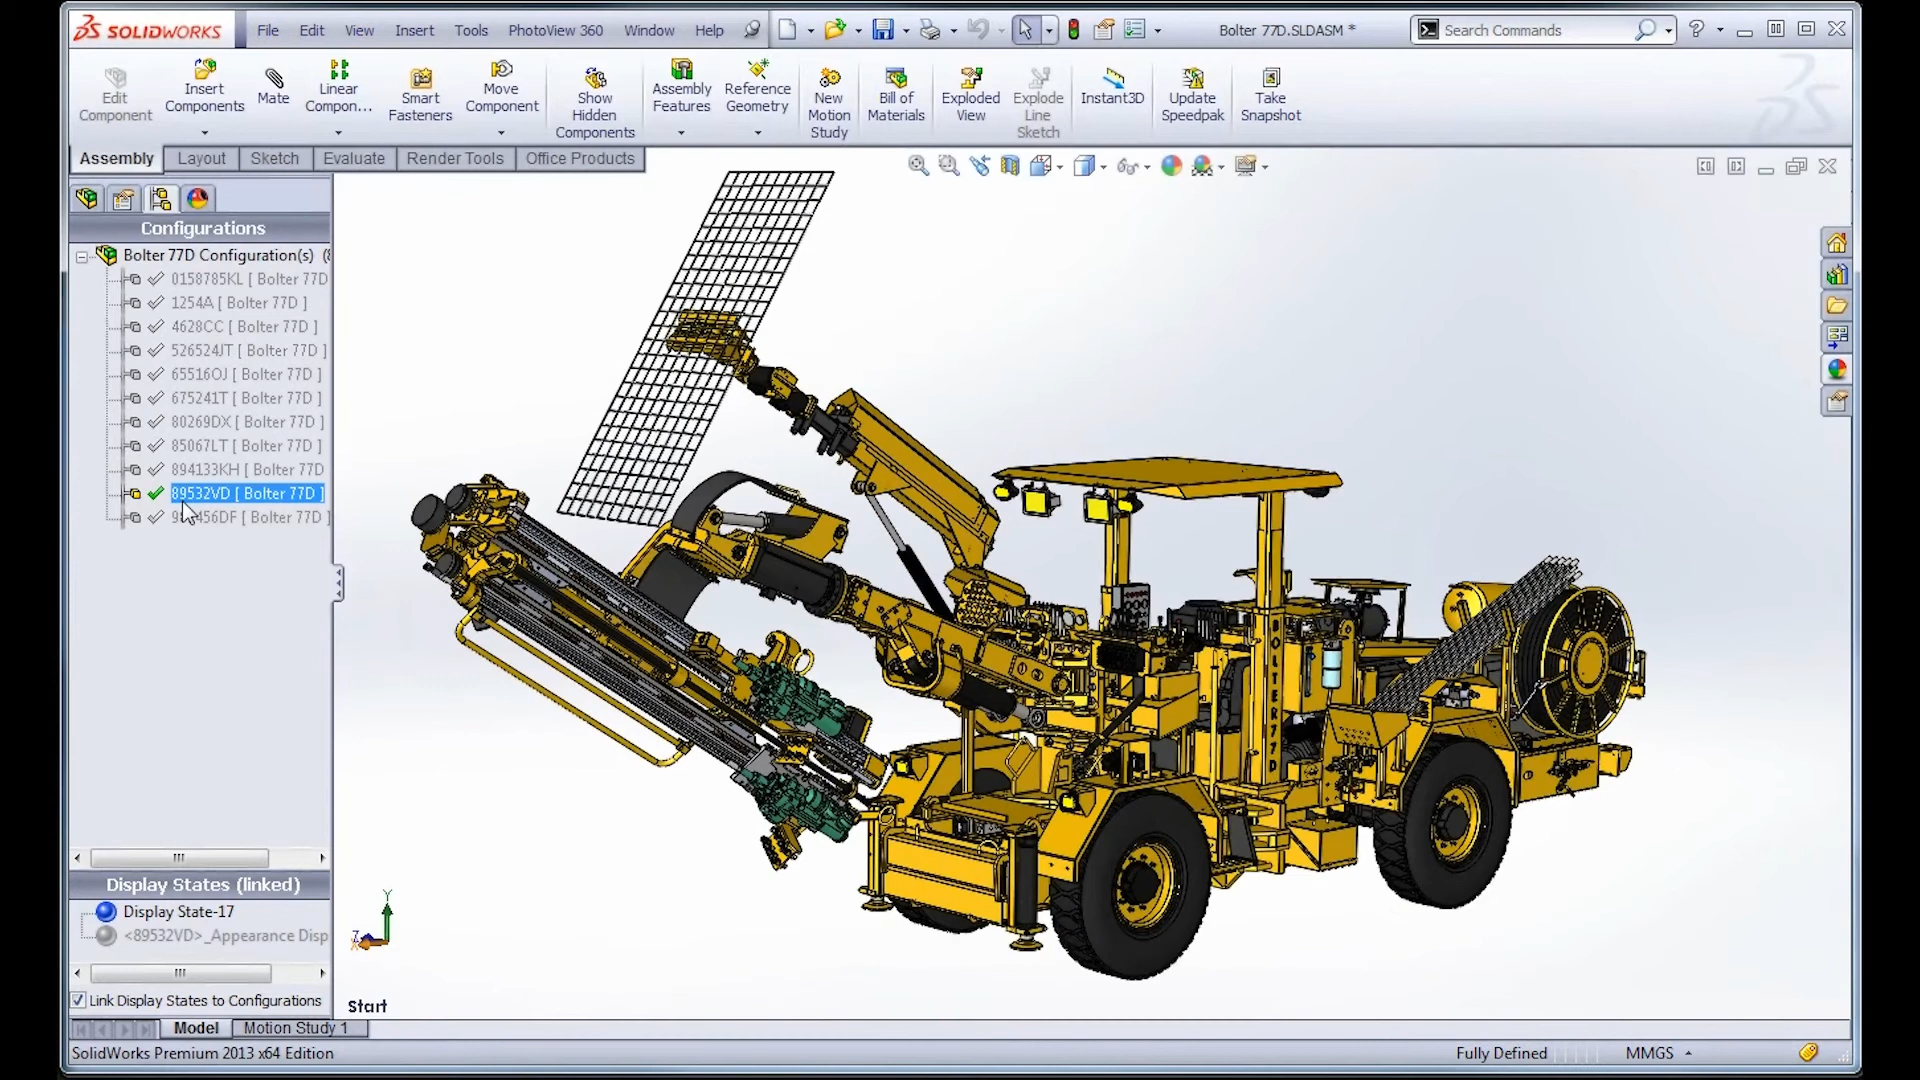 SOLIDWORKS File Edit View Insert Tools PhotoView 360 Window Help Bolter 77D.SLDASM * Search Commands ?
Edit Component
Insert Components
Mate
Linear Compon...
Smart Fasteners
Move Component
Show Hidden Components
Assembly Features
Reference Geometry
New Motion Study
Bill of Materials
Exploded View
Explode Line Sketch
Instant3D
Update Speedpak
Take Snapshot
Assembly Layout Sketch Evaluate Render Tools Office Products
Configurations
Bolter 77D Configuration(s) (8
0158785KL [ Bolter 77D
1254A [ Bolter 77D ]
4628CC [ Bolter 77D ]
526524JT [ Bolter 77D ]
65516OJ [ Bolter 77D ]
675241T [ Bolter 77D ]
80269DX [ Bolter 77D ]
85067LT [ Bolter 77D ]
894133KH [ Bolter 77D
89532VD [ Bolter 77D ]
456DF [ Bolter 77D ]
BOLTER 77D
Display States (linked)
Display State-17
<89532VD>_Appearance Disp
Link Display States to Configurations
Y
Z
X
Start
Model Motion Study 1
SolidWorks Premium 2013 x64 Edition Fully Defined MMGS